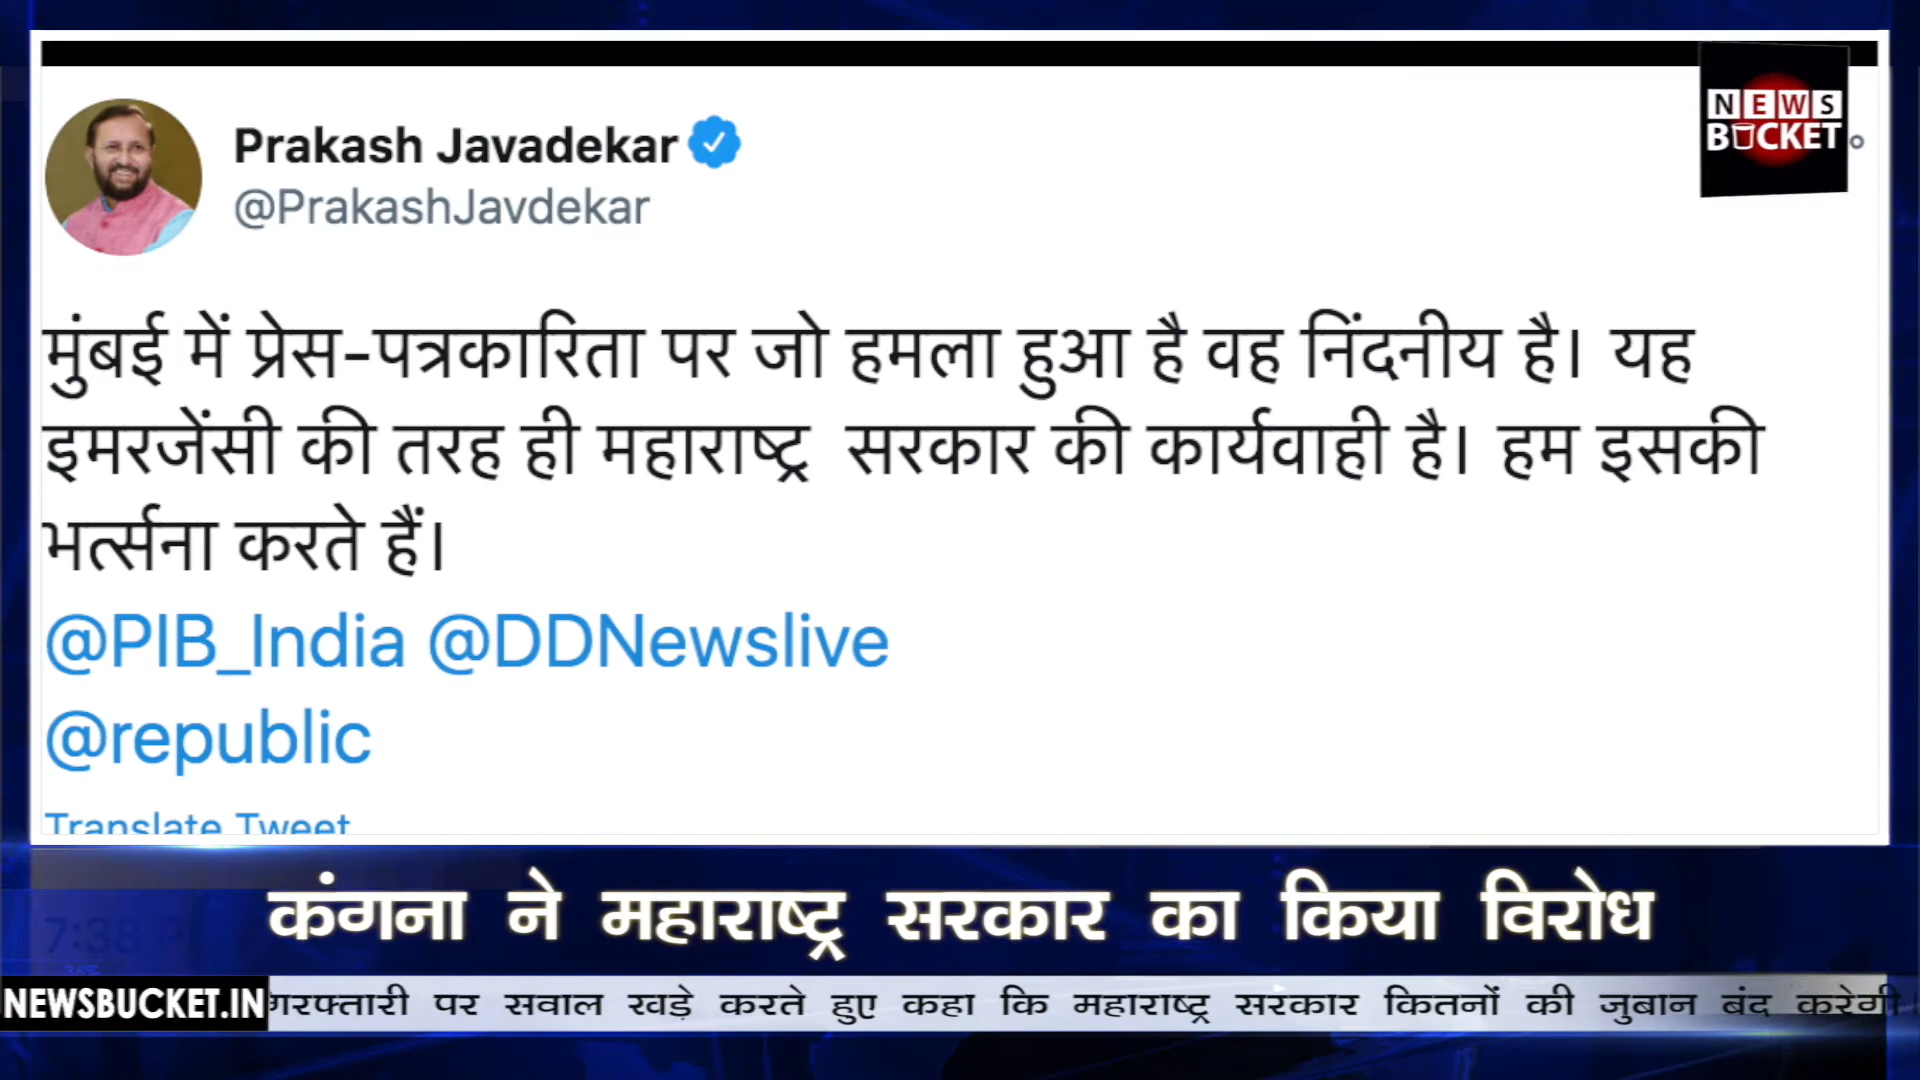 Prakash Javadekar
@PrakashJavdekar
NEWS
BUCKET
मुंबई में प्रेस-पत्रकारिता पर जो हमला हुआ है वह निंदनीय है। यह
इमरजेंसी की तरह ही महाराष्ट्र सरकार की कार्यवाही है। हम इसकी
भर्त्सना करते हैं।
@PIB_India @DDNewslive
@republic
Translate Tweet
7:38 P
कंगना ने महाराष्ट्र सरकार का किया विरोध
NEWSBUCKET.IN
पर सवाल खड़े करते हुए कहा कि महाराष्ट्र सरकार कितनों की जुबान बंद करेगी